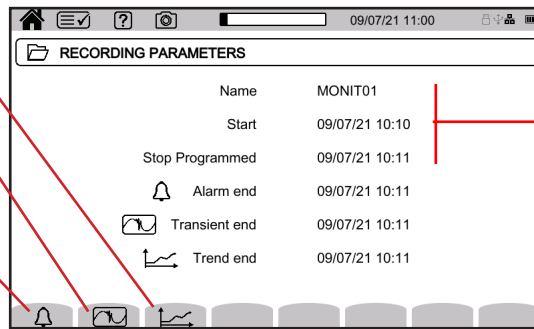 ? 09/07/21 11:00
RECORDING PARAMETERS
Name MONIT01
Start 09/07/21 10:10
Stop Programmed 09/07/21 10:11
Alarm end 09/07/21 10:11
Transient end 09/07/21 10:11
Trend end 09/07/21 10:11